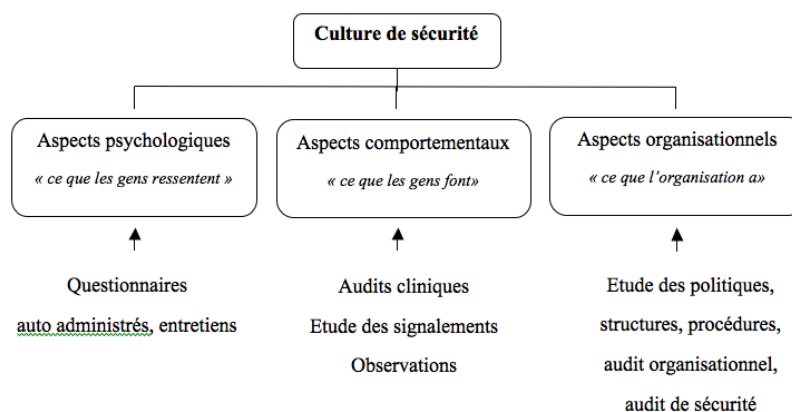 Culture de sécurité
Aspects psychologiques
« ce que les gens ressentent »
Aspects comportementaux
« ce que les gens font»
Aspects organisationnels
« ce que l’organisation a»
Questionnaires
auto administrés, entretiens
Audits cliniques
Etude des signalements
Observations
Etude des politiques,
structures, procédures,
audit organisationnel,
audit de sécurité